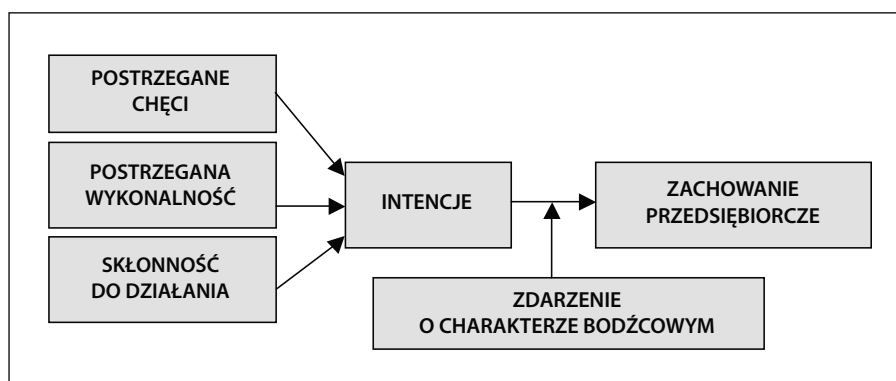 POSTRZEGANE
CHĘCI
POSTRZEGANA
WYKONALNOŚĆ
SKŁONNOŚĆ
DO DZIAŁANIA
INTENCJE
ZACHOWANIE
PRZEDSIĘBIORCZE
ZDARZENIE
O CHARAKTERZE BODŹCOWYM